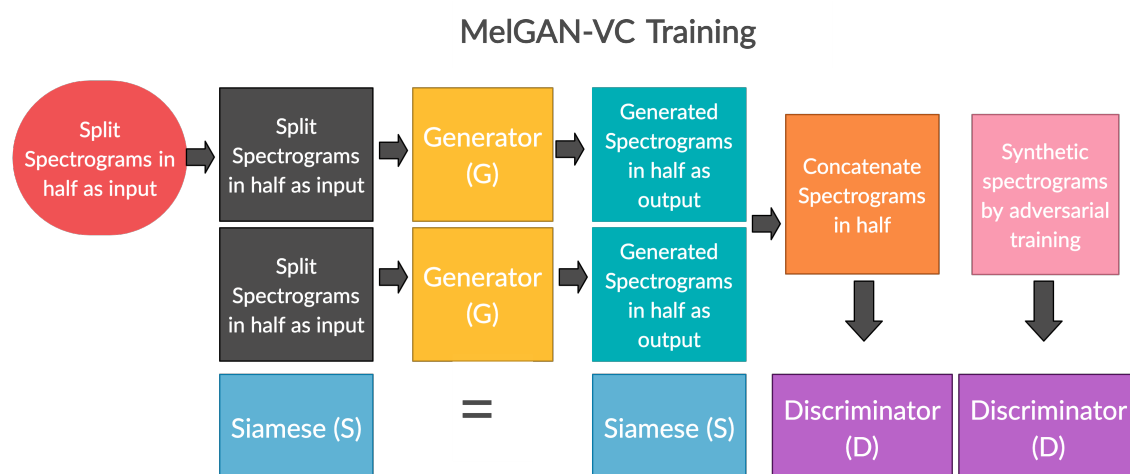 MelGAN-VC Training
Split
Spectrograms in
half as input
Split
Spectrograms
in half as input
Generator
(G)
Generated
Spectrograms
in half as
output
Concatenate
Spectrograms
in half
Synthetic
spectrograms
by adversarial
training
Split
Spectrograms
in half as input
Generator
(G)
Generated
Spectrograms
in half as
output
Siamese (S)
=
Siamese (S)
Discriminator
(D)
Discriminator
(D)